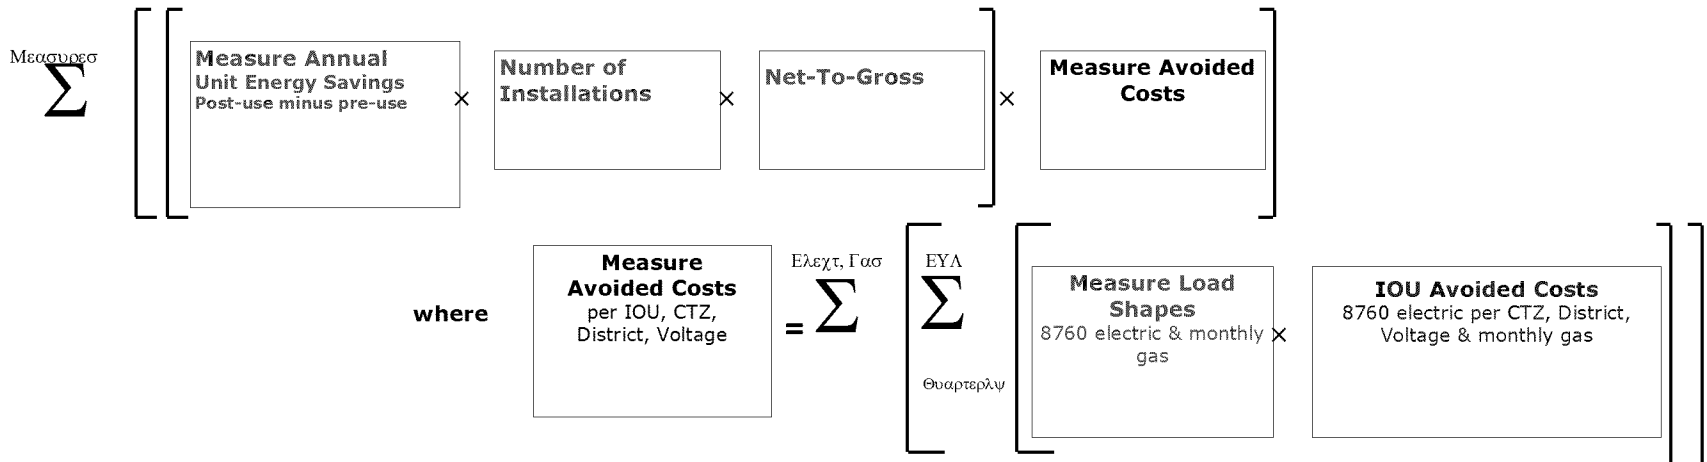 Μεασυρεσ
Σ
Measure Annual
Unit Energy Savings
Post-use minus pre-use
×
Number of
Installations
×
Net-To-Gross
×
Measure Avoided
Costs
where
Measure
Avoided Costs
per IOU, CTZ,
District, Voltage
=
Ελεχτ, Γασ
Σ
ΕΥΛ
Σ
Θυαρτερλψ
Measure Load
Shapes
8760 electric & monthly
gas
×
IOU Avoided Costs
8760 electric per CTZ, District,
Voltage & monthly gas